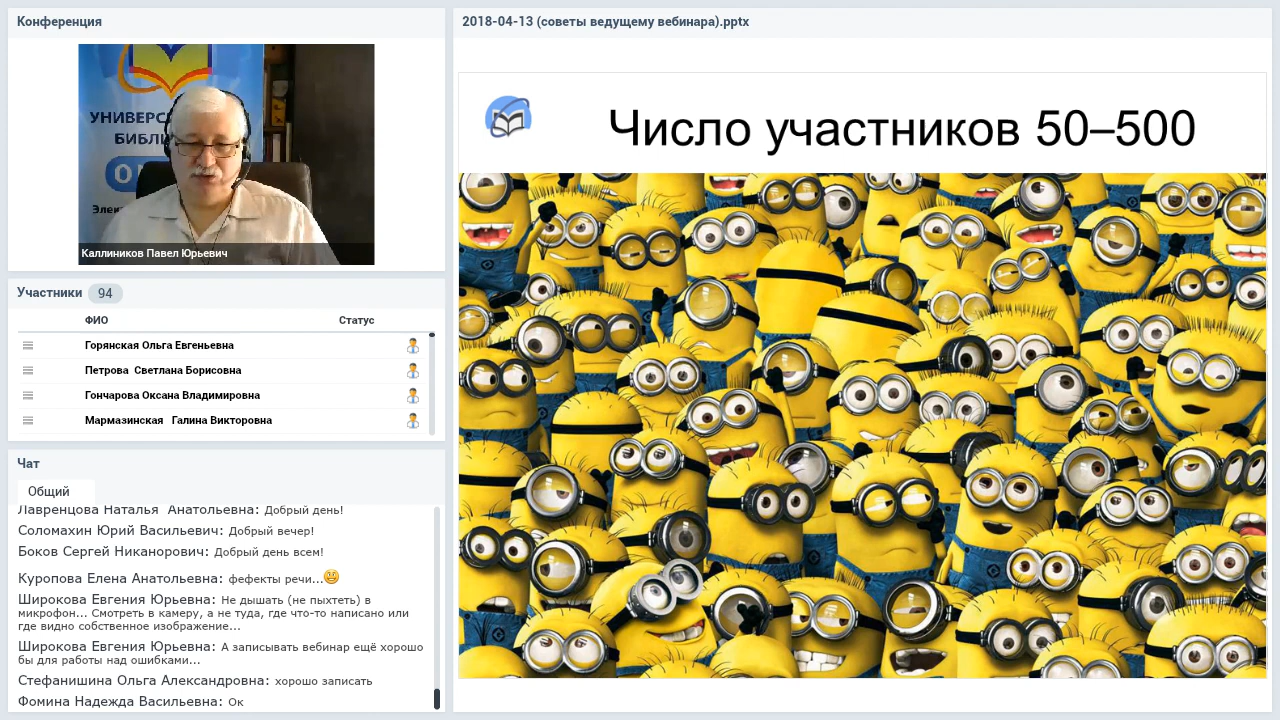 Конференция
УНИВЕРС
БИБЛ
Каллиников Павел Юрьевич
Участники 94
ФИО Статус
Горянская Ольга Евгеньевна
Петрова Светлана Борисовна
Гончарова Оксана Владимировна
Мармазинская Галина Викторовна
Чат
Общий
Лавренцова Наталья Анатольевна: Добрый день!
Соломахин Юрий Васильевич: Добрый вечер!
Боков Сергей Никанорович: Добрый день всем!
Куропова Елена Анатольевна: фефекты речи...
Широкова Евгения Юрьевна: Не дышать (не пыхтеть) в
микрофон... Смотреть в камеру, а не туда, где что-то написано или
где видно собственное изображение...
Широкова Евгения Юрьевна: А записывать вебинар ещё хорошо
бы для работы над ошибками...
Стефанишина Ольга Александровна: хорошо записать
Фомина Надежда Васильевна: Ок
2018-04-13 (советы ведущему вебинара).pptx
Число участников 50–500